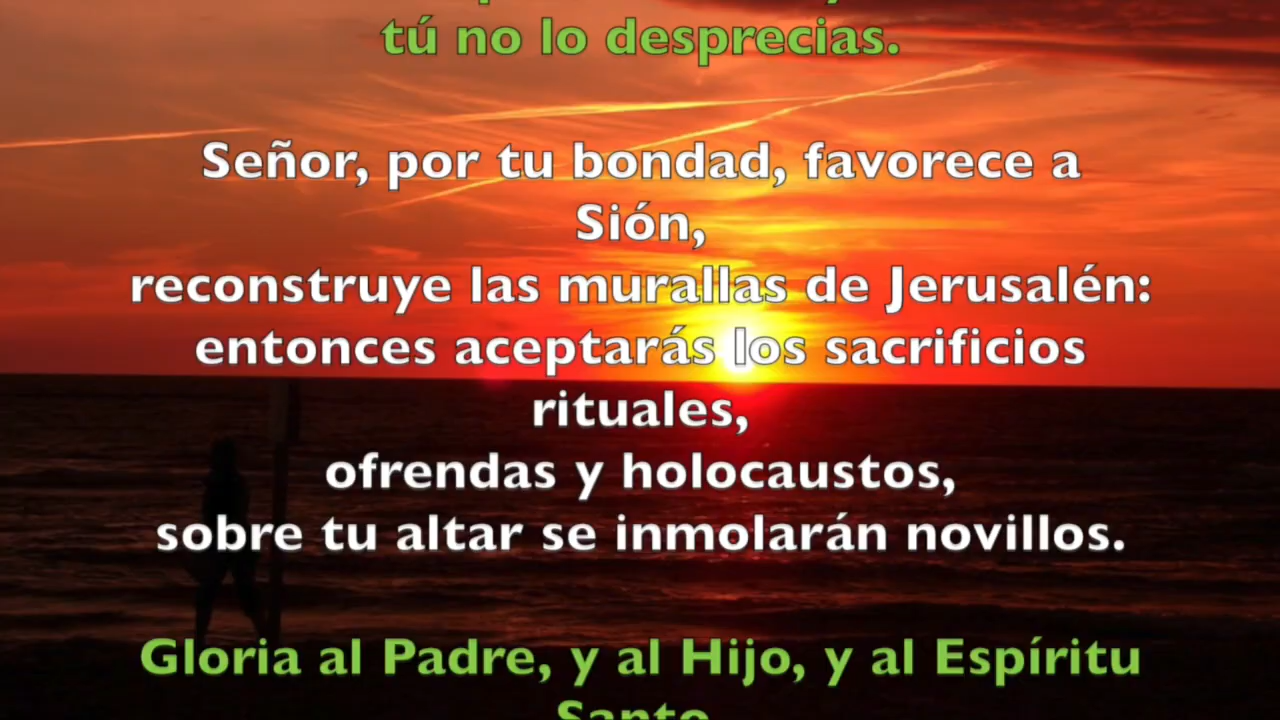 tú no lo desprecias.
Señor, por tu bondad, favorece a
Sión,
reconstruye las murallas de Jerusalén:
entonces aceptarás los sacrificios
rituales,
ofrendas y holocaustos,
sobre tu altar se inmolarán novillos.
Gloria al Padre, y al Hijo, y al Espíritu
Santo.